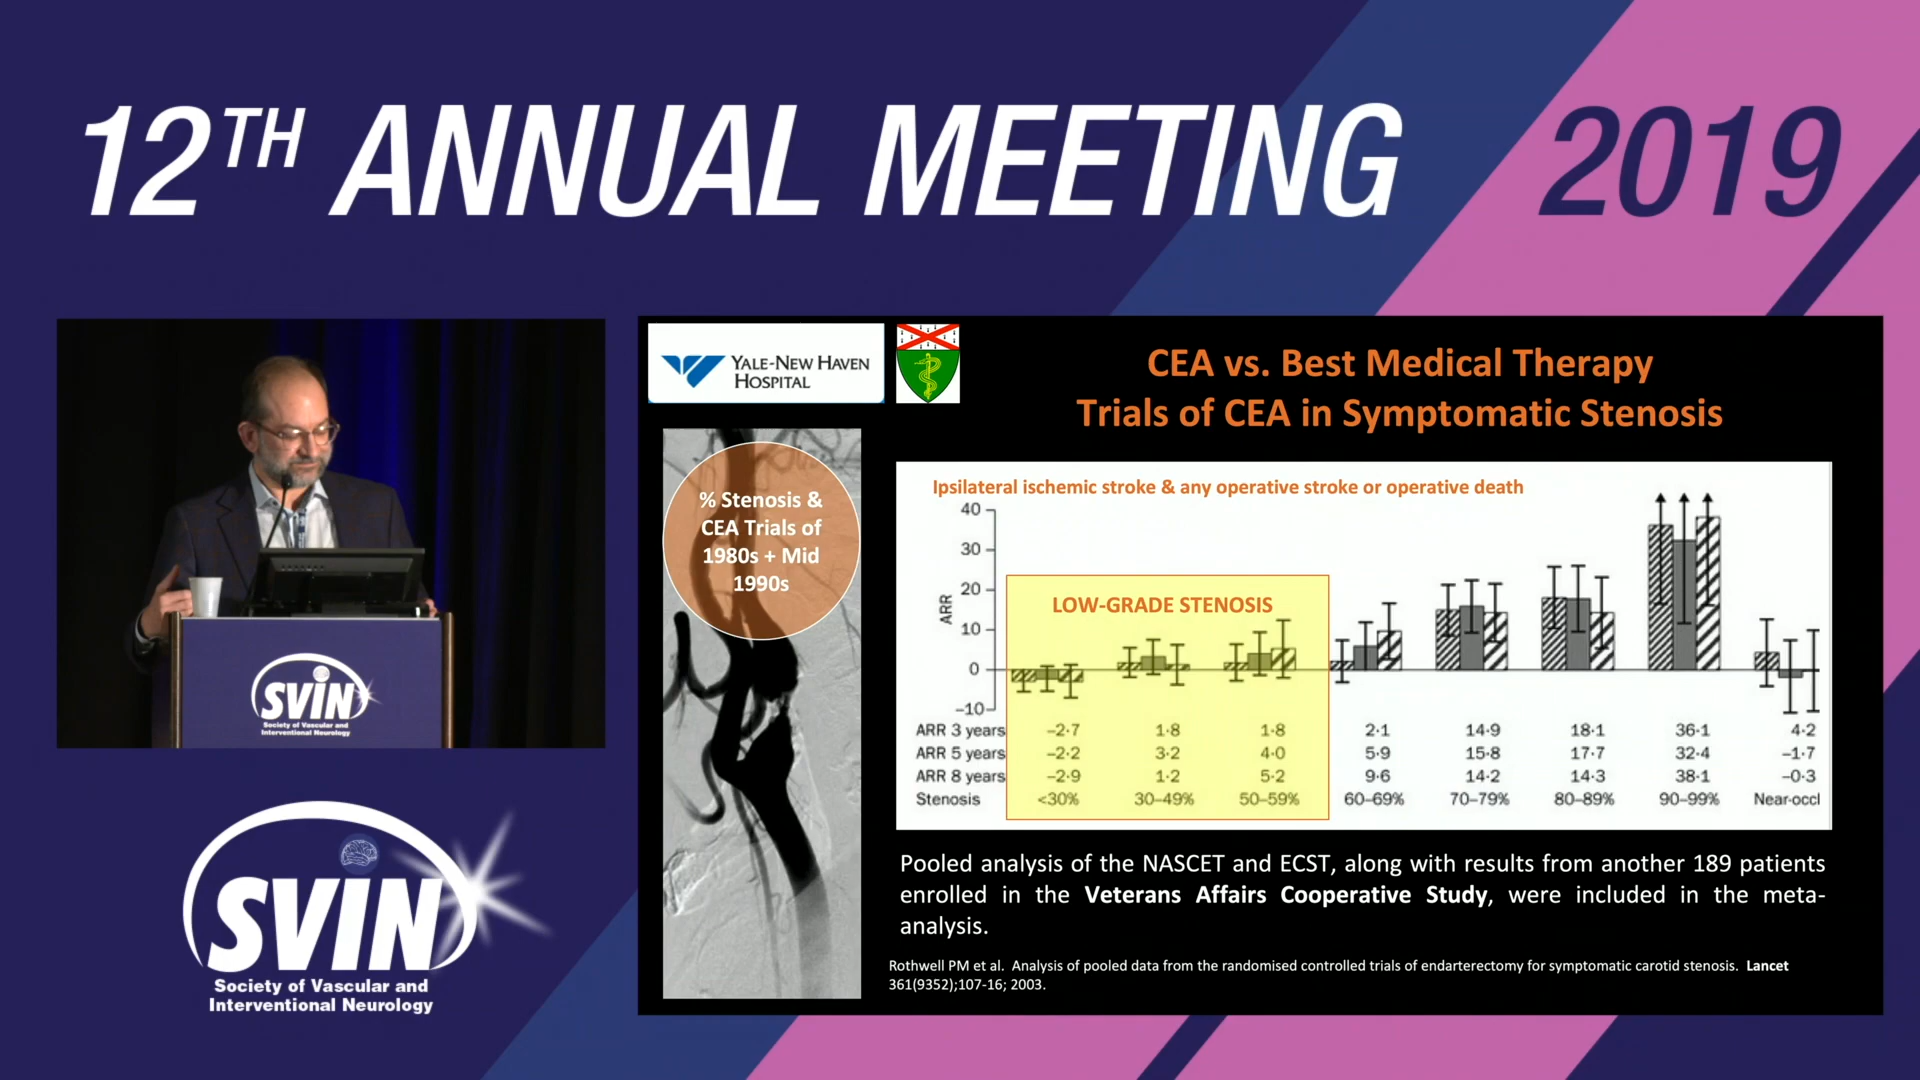 12TH ANNUAL MEETING 2019
SVIN
Society of Vascular and
Interventional Neurology
SVIN
Society of Vascular and
Interventional Neurology
YALE-NEW HAVEN
HOSPITAL
CEA vs. Best Medical Therapy
Trials of CEA in Symptomatic Stenosis
% Stenosis &
CEA Trials of
1980s + Mid
1990s
Ipsilateral ischemic stroke & any operative stroke or operative death
40
30
20
10
0
–10
ARR
LOW-GRADE STENOSIS
ARR 3 years –2·7 1·8 1·8 2·1 14·9 18·1 36·1 4·2
ARR 5 years –2·2 3·2 4·0 5·9 15·8 17·7 32·4 –1·7
ARR 8 years –2·9 1·2 5·2 9·6 14·2 14·3 38·1 –0·3
Stenosis <30% 30–49% 50–59% 60–69% 70–79% 80–89% 90–99% Near-occl
Pooled analysis of the NASCET and ECST, along with results from another 189 patients
enrolled in the Veterans Affairs Cooperative Study, were included in the meta-
analysis.
Rothwell PM et al. Analysis of pooled data from the randomised controlled trials of endarterectomy for symptomatic carotid stenosis. Lancet
361(9352);107-16; 2003.